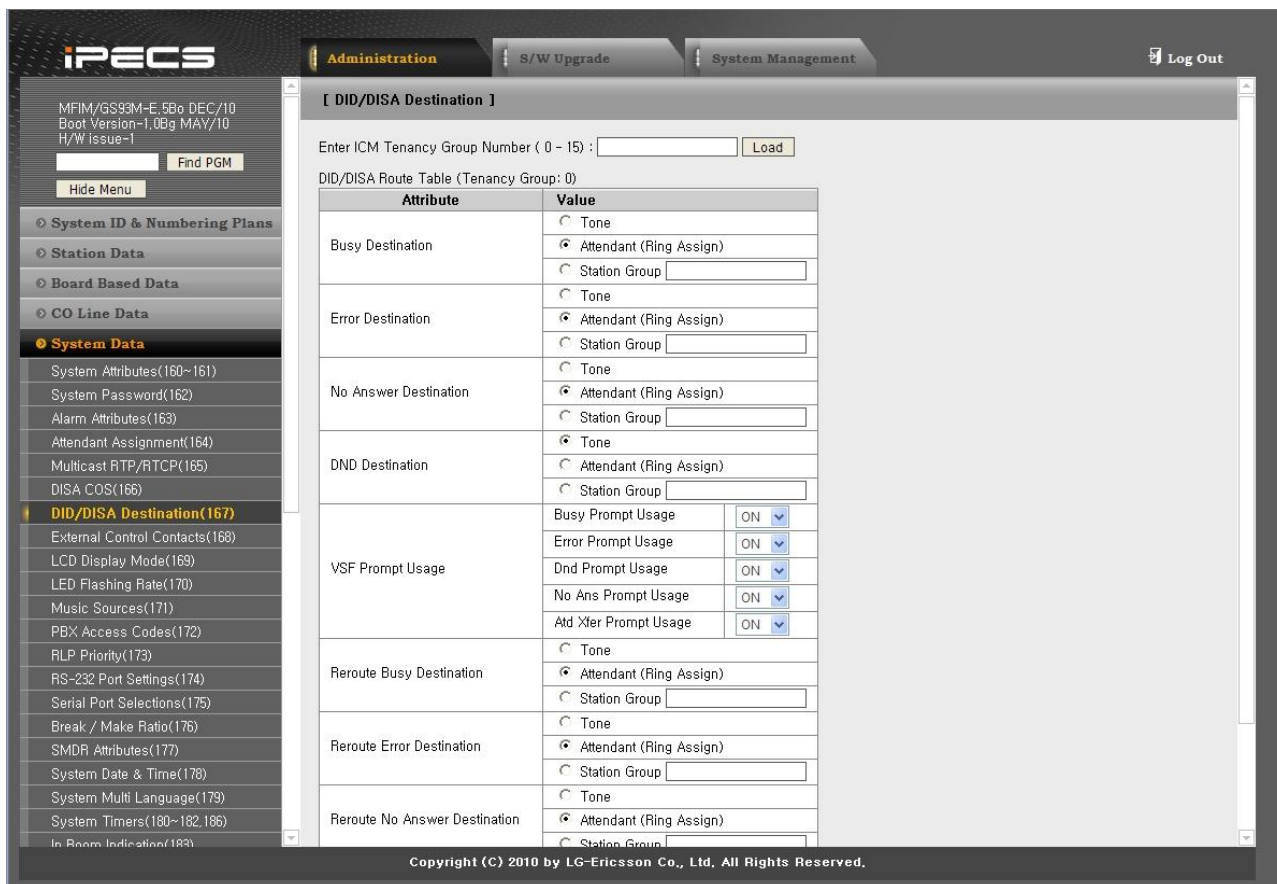 iPECS
Administration
S/W Upgrade
System Management
Log Out
MFIM/GS93M-E.5Bo DEC/10
Boot Version-1.0Bg MAY/10
H/W issue-1
Find PGM
Hide Menu
System ID & Numbering Plans
Station Data
Board Based Data
CO Line Data
System Data
System Attributes(160~161)
System Password(162)
Alarm Attributes(163)
Attendant Assignment(164)
Multicast RTP/RTCP(165)
DISA COS(166)
DID/DISA Destination(167)
External Control Contacts(168)
LCD Display Mode(169)
LED Flashing Rate(170)
Music Sources(171)
PBX Access Codes(172)
RLP Priority(173)
RS-232 Port Settings(174)
Serial Port Selections(175)
Break / Make Ratio(176)
SMDR Attributes(177)
System Date & Time(178)
System Multi Language(179)
System Timers(180~182,186)
In Room Indication(183)
[ DID/DISA Destination ]
Enter ICM Tenancy Group Number ( 0 - 15) : Load
DID/DISA Route Table (Tenancy Group: 0)
Attribute Value
Busy Destination
Tone
Attendant (Ring Assign)
Station Group
Error Destination
Tone
Attendant (Ring Assign)
Station Group
No Answer Destination
Tone
Attendant (Ring Assign)
Station Group
DND Destination
Tone
Attendant (Ring Assign)
Station Group
VSF Prompt Usage
Busy Prompt Usage ON
Error Prompt Usage ON
Dnd Prompt Usage ON
No Ans Prompt Usage ON
Atd Xfer Prompt Usage ON
Reroute Busy Destination
Tone
Attendant (Ring Assign)
Station Group
Reroute Error Destination
Tone
Attendant (Ring Assign)
Station Group
Reroute No Answer Destination
Tone
Attendant (Ring Assign)
Station Group
Copyright (C) 2010 by LG-Ericsson Co., Ltd. All Rights Reserved.